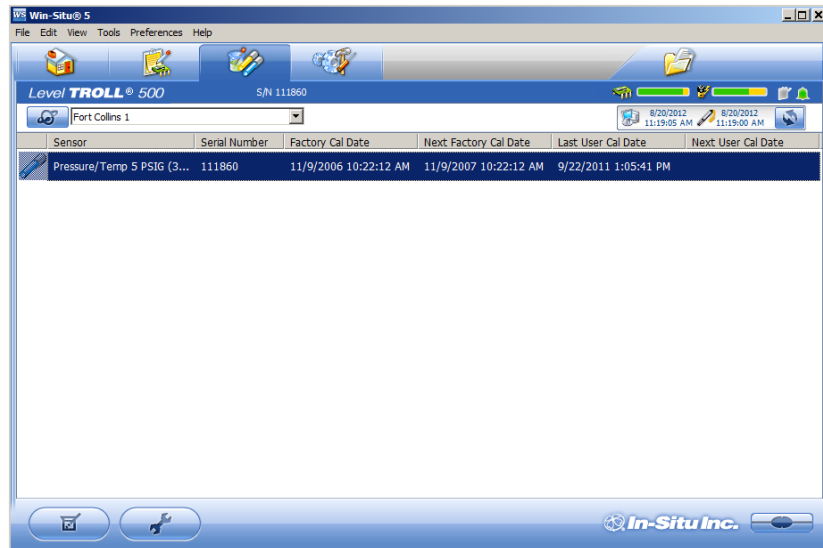 WS Win-Situ® 5
File Edit View Tools Preferences Help
Level TROLL® 500 S/N 111860
Fort Collins 1 8/20/2012 11:19:05 AM 8/20/2012 11:19:00 AM
Sensor Serial Number Factory Cal Date Next Factory Cal Date Last User Cal Date Next User Cal Date
Pressure/Temp 5 PSIG (3... 111860 11/9/2006 10:22:12 AM 11/9/2007 10:22:12 AM 9/22/2011 1:05:41 PM
In-Situ Inc.